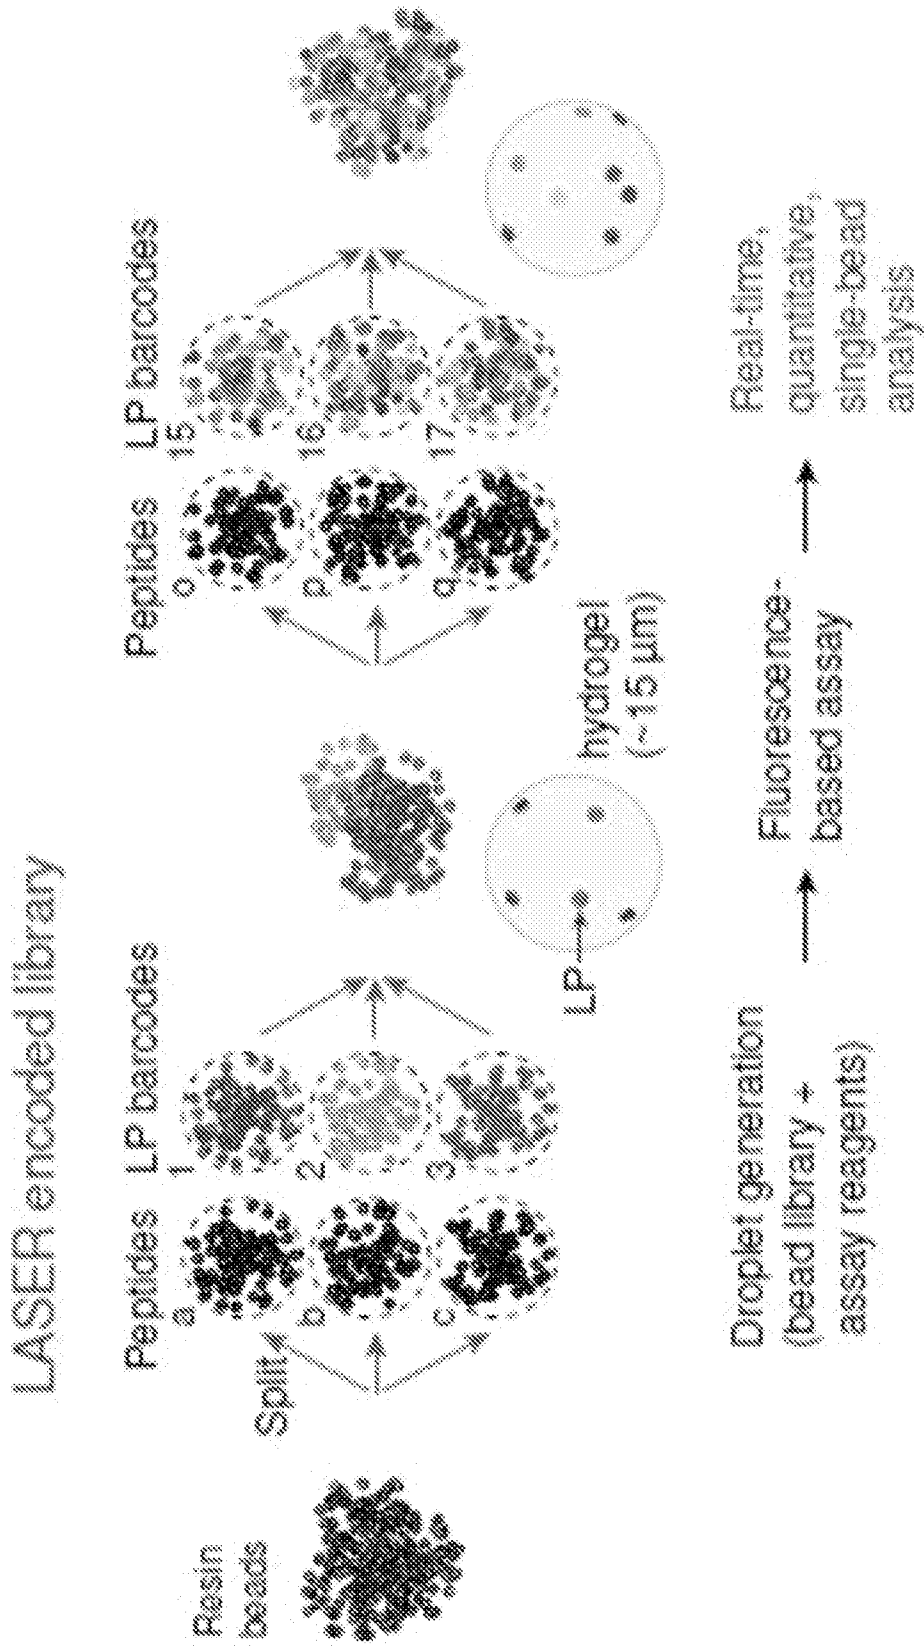 LASER encoded library
Resin
beads
Split
Peptides
LP barcodes
a
1
b
2
c
3
LP
hydrogel
(~15 µm)
Peptides
LP barcodes
o
15
p
16
q
17
Droplet generation
(bead library +
assay reagents)
Fluorescence-
based assay
Real-time,
quantitative,
single-bead
analysis